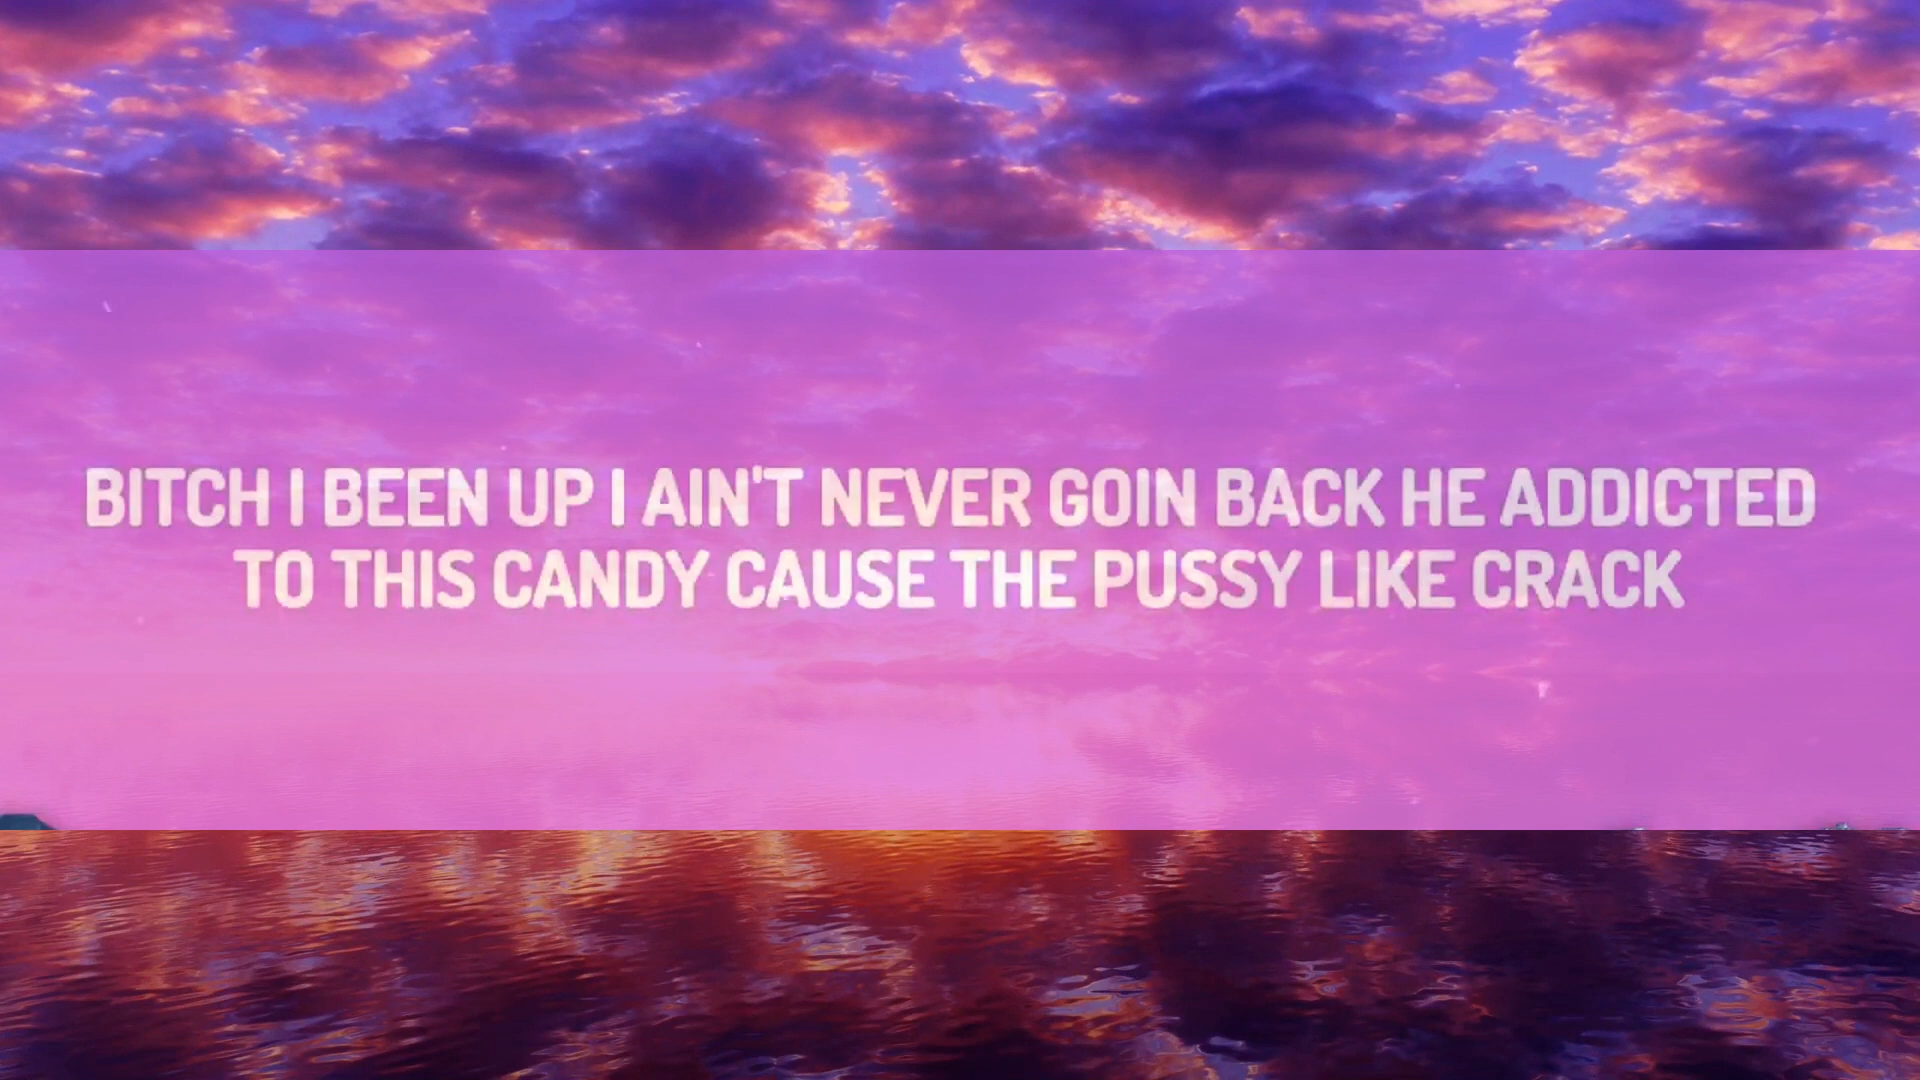 BITCH I BEEN UP I AIN'T NEVER GOIN BACK HE ADDICTED
TO THIS CANDY CAUSE THE PUSSY LIKE CRACK